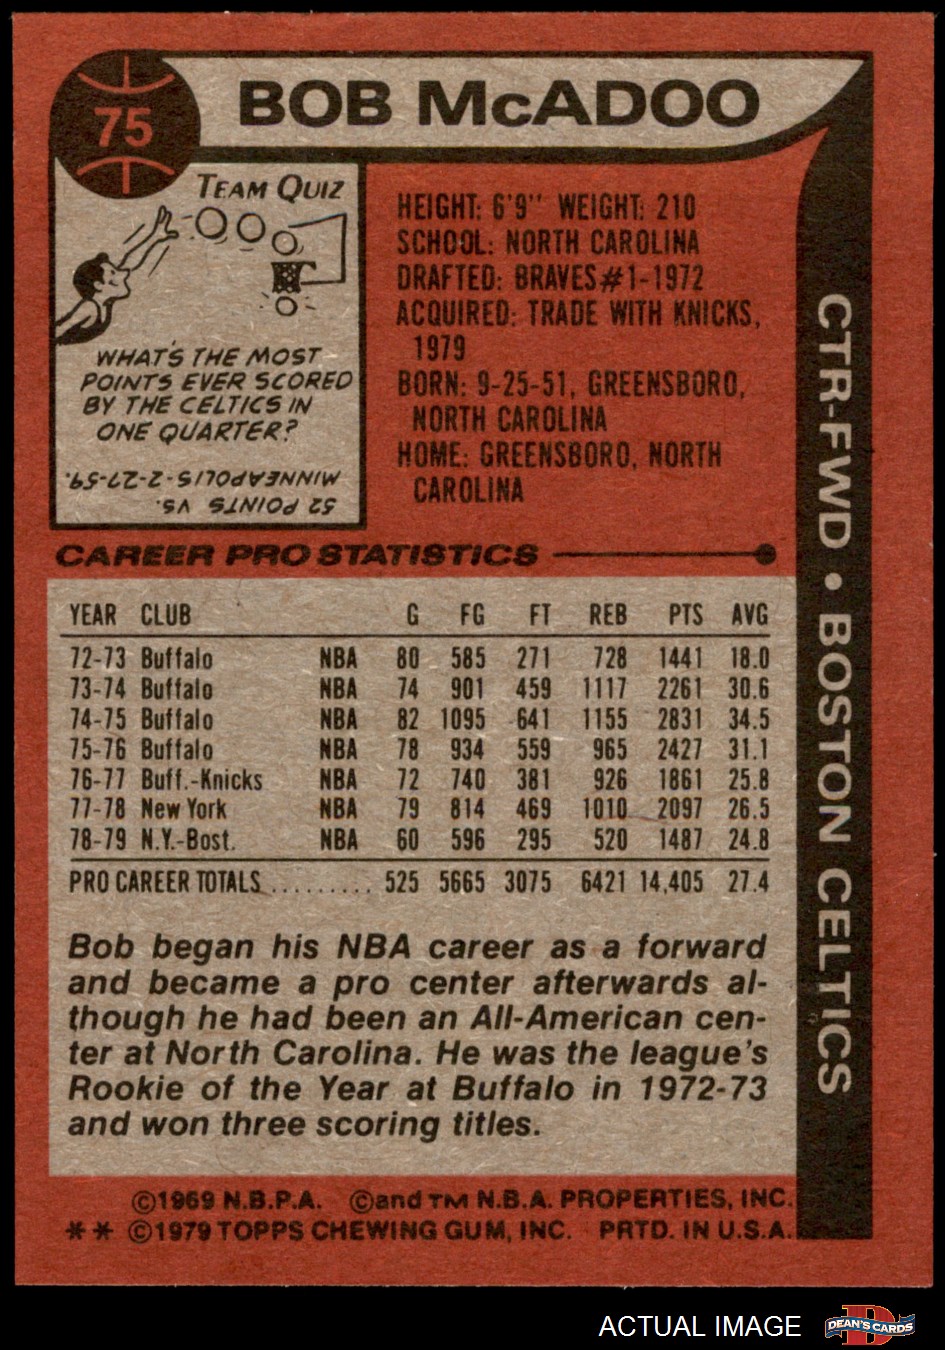 75
BOB McADOO
TEAM QUIZ
WHAT'S THE MOST
POINTS EVER SCORED
BY THE CELTICS IN
ONE QUARTER?
52 POINTS VS.
MINNEAPOLIS-2-27-59.
HEIGHT: 6'9" WEIGHT: 210
SCHOOL: NORTH CAROLINA
DRAFTED: BRAVES#1-1972
ACQUIRED: TRADE WITH KNICKS,
1979
BORN: 9-25-51, GREENSBORO,
NORTH CAROLINA
HOME: GREENSBORO, NORTH
CAROLINA
CTR-FWD • BOSTON CELTICS
CAREER PRO STATISTICS
YEAR CLUB G FG FT REB PTS AVG
72-73 Buffalo NBA 80 585 271 728 1441 18.0
73-74 Buffalo NBA 74 901 459 1117 2261 30.6
74-75 Buffalo NBA 82 1095 641 1155 2831 34.5
75-76 Buffalo NBA 78 934 559 965 2427 31.1
76-77 Buff.-Knicks NBA 72 740 381 926 1861 25.8
77-78 New York NBA 79 814 469 1010 2097 26.5
78-79 N.Y.-Bost. NBA 60 596 295 520 1487 24.8
PRO CAREER TOTALS.......... 525 5665 3075 6421 14,405 27.4
Bob began his NBA career as a forward
and became a pro center afterwards al-
though he had been an All-American cen-
ter at North Carolina. He was the league's
Rookie of the Year at Buffalo in 1972-73
and won three scoring titles.
©1969 N.B.P.A. ©and TM N.B.A. PROPERTIES, INC.
** ©1979 TOPPS CHEWING GUM, INC. PRTD. IN U.S.A.
ACTUAL IMAGE
D
DEAN'S CARDS